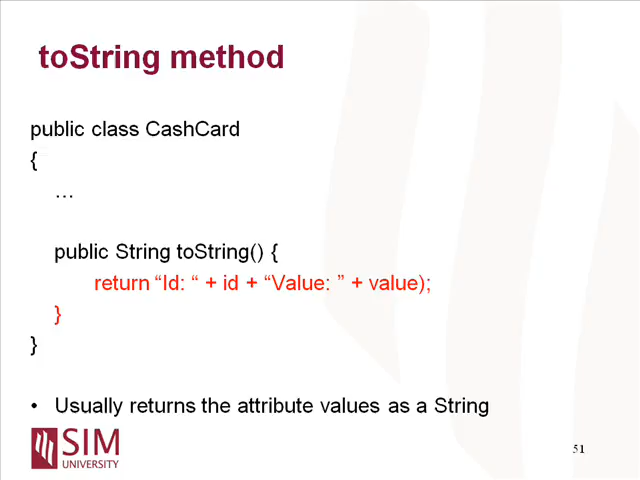 toString method
public class CashCard
{
…
public String toString() {
return “Id: “ + id + “Value: ” + value);
}
}
• Usually returns the attribute values as a String
SIM
UNIVERSITY
51